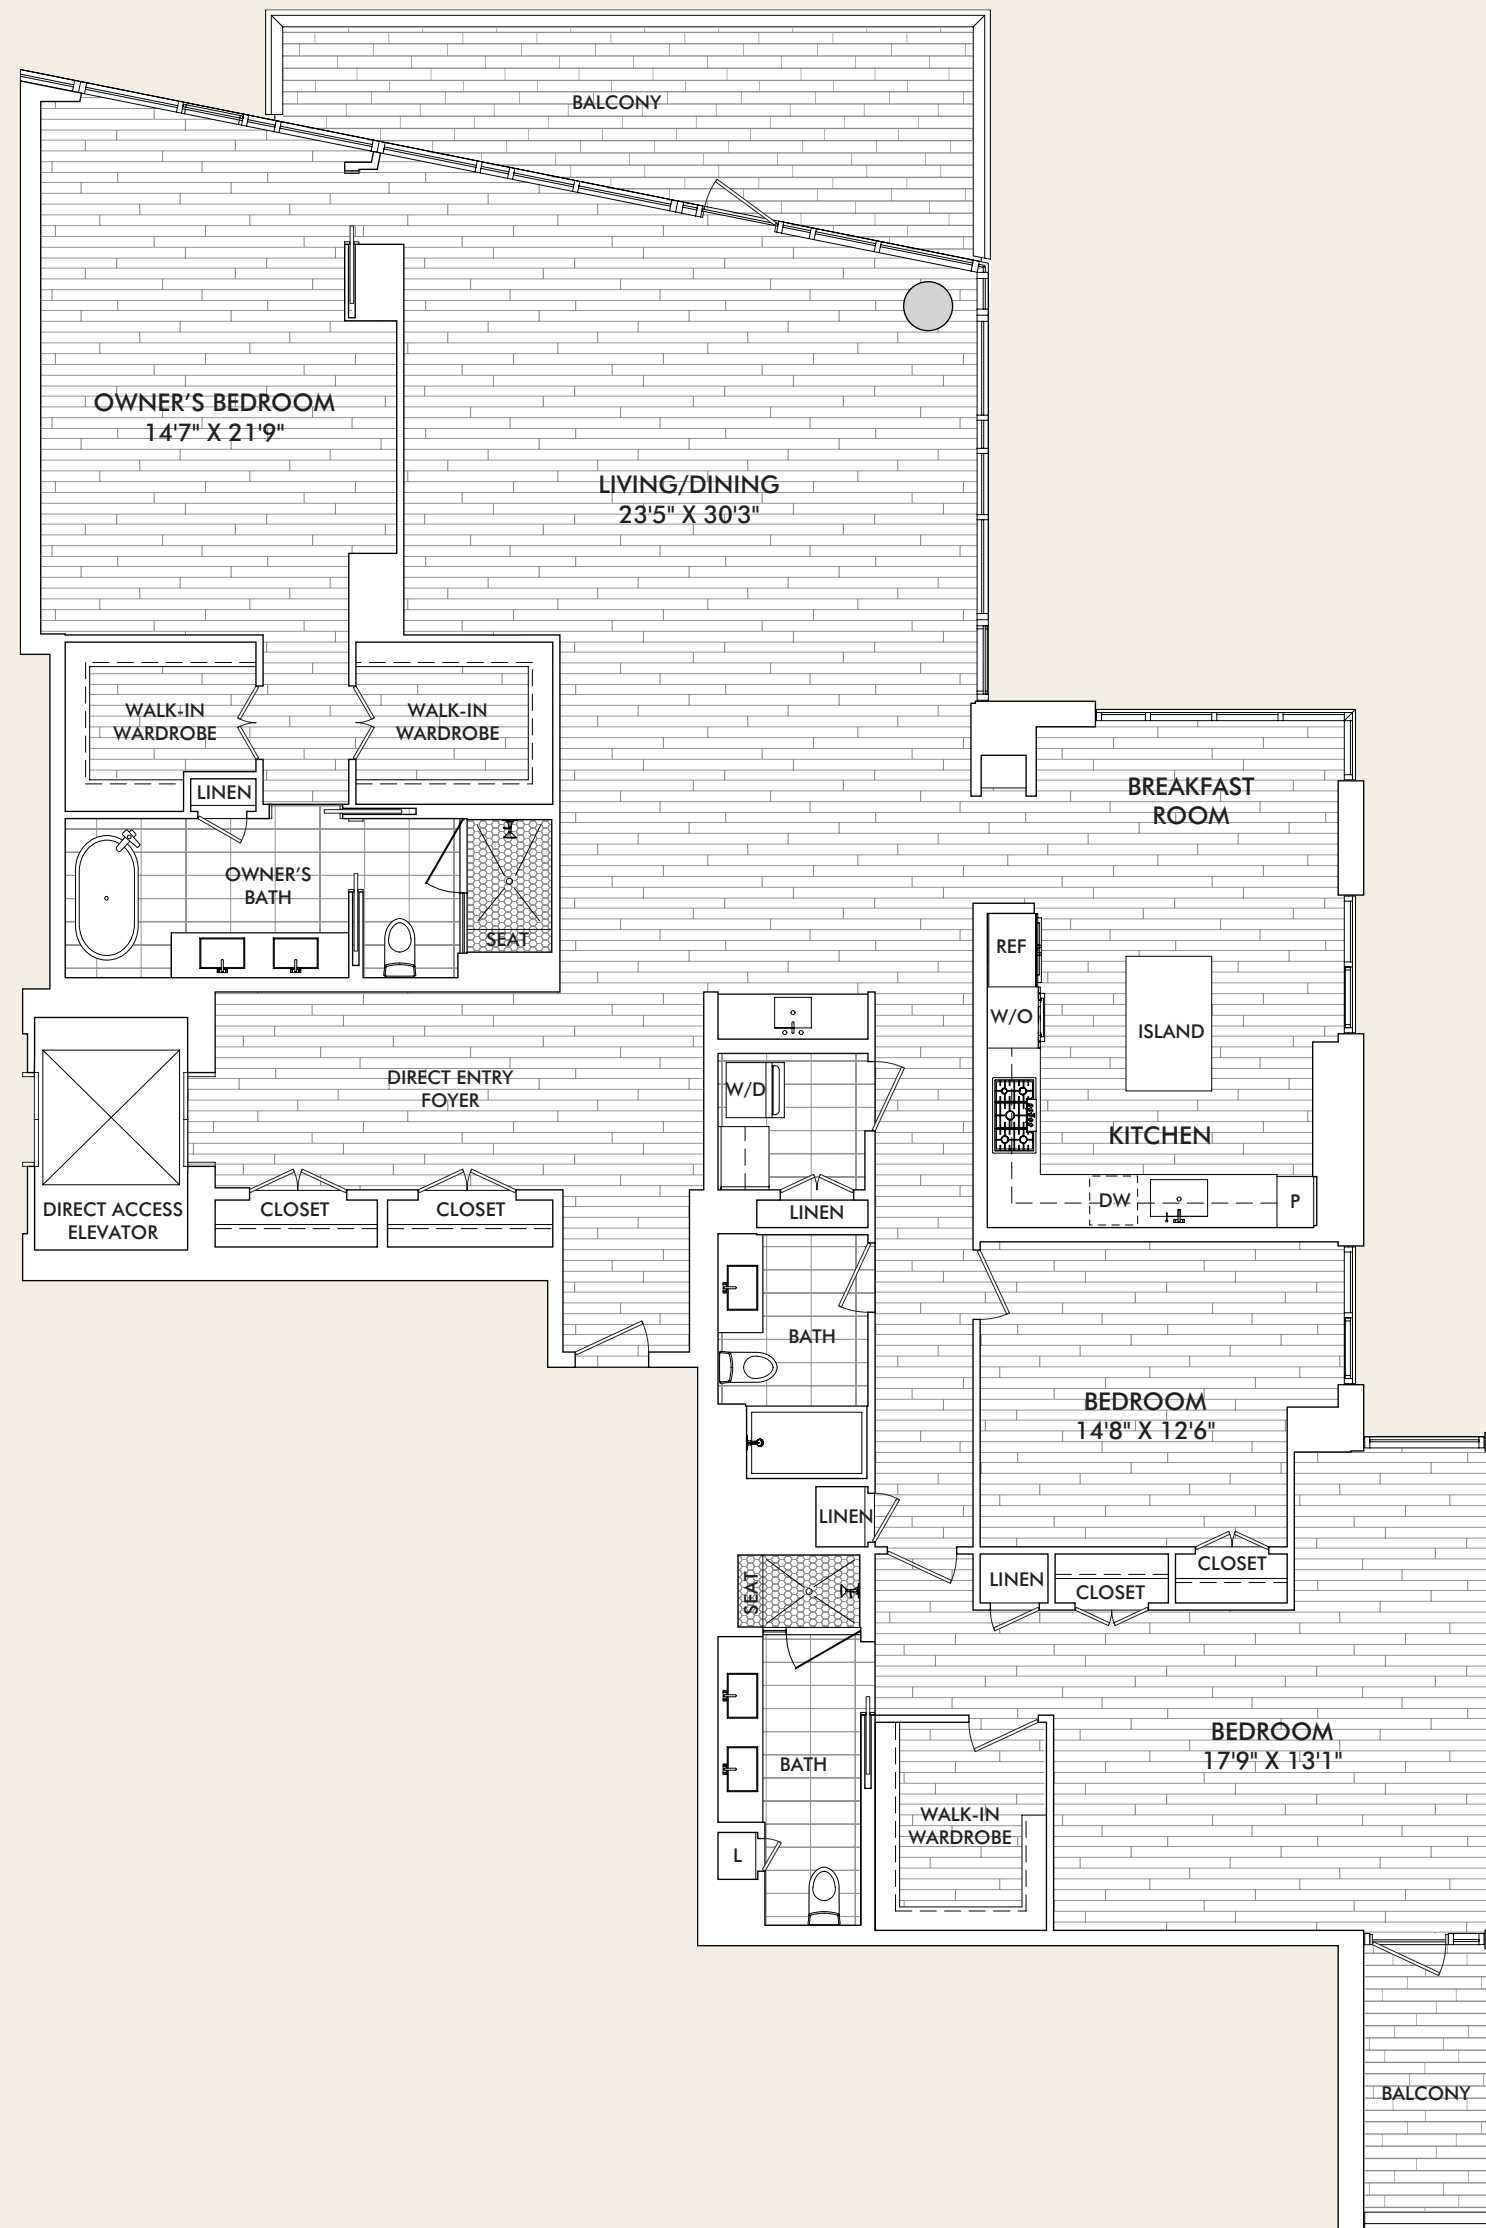 BALCONY
OWNER'S BEDROOM
14'7" X 21'9"
LIVING/DINING
23'5" X 30'3"
WALK-IN
WARDROBE
WALK-IN
WARDROBE
LINEN
BREAKFAST
ROOM
OWNER'S
BATH
SEAT
REF
W/O
ISLAND
DIRECT ENTRY
FOYER
W/D
KITCHEN
DIRECT ACCESS
ELEVATOR
CLOSET
CLOSET
LINEN
DW
P
BATH
BEDROOM
14'8" X 12'6"
LINEN
SEAT
LINEN
CLOSET
CLOSET
BEDROOM
17'9" X 13'1"
BATH
WALK-IN
WARDROBE
L
BALCONY